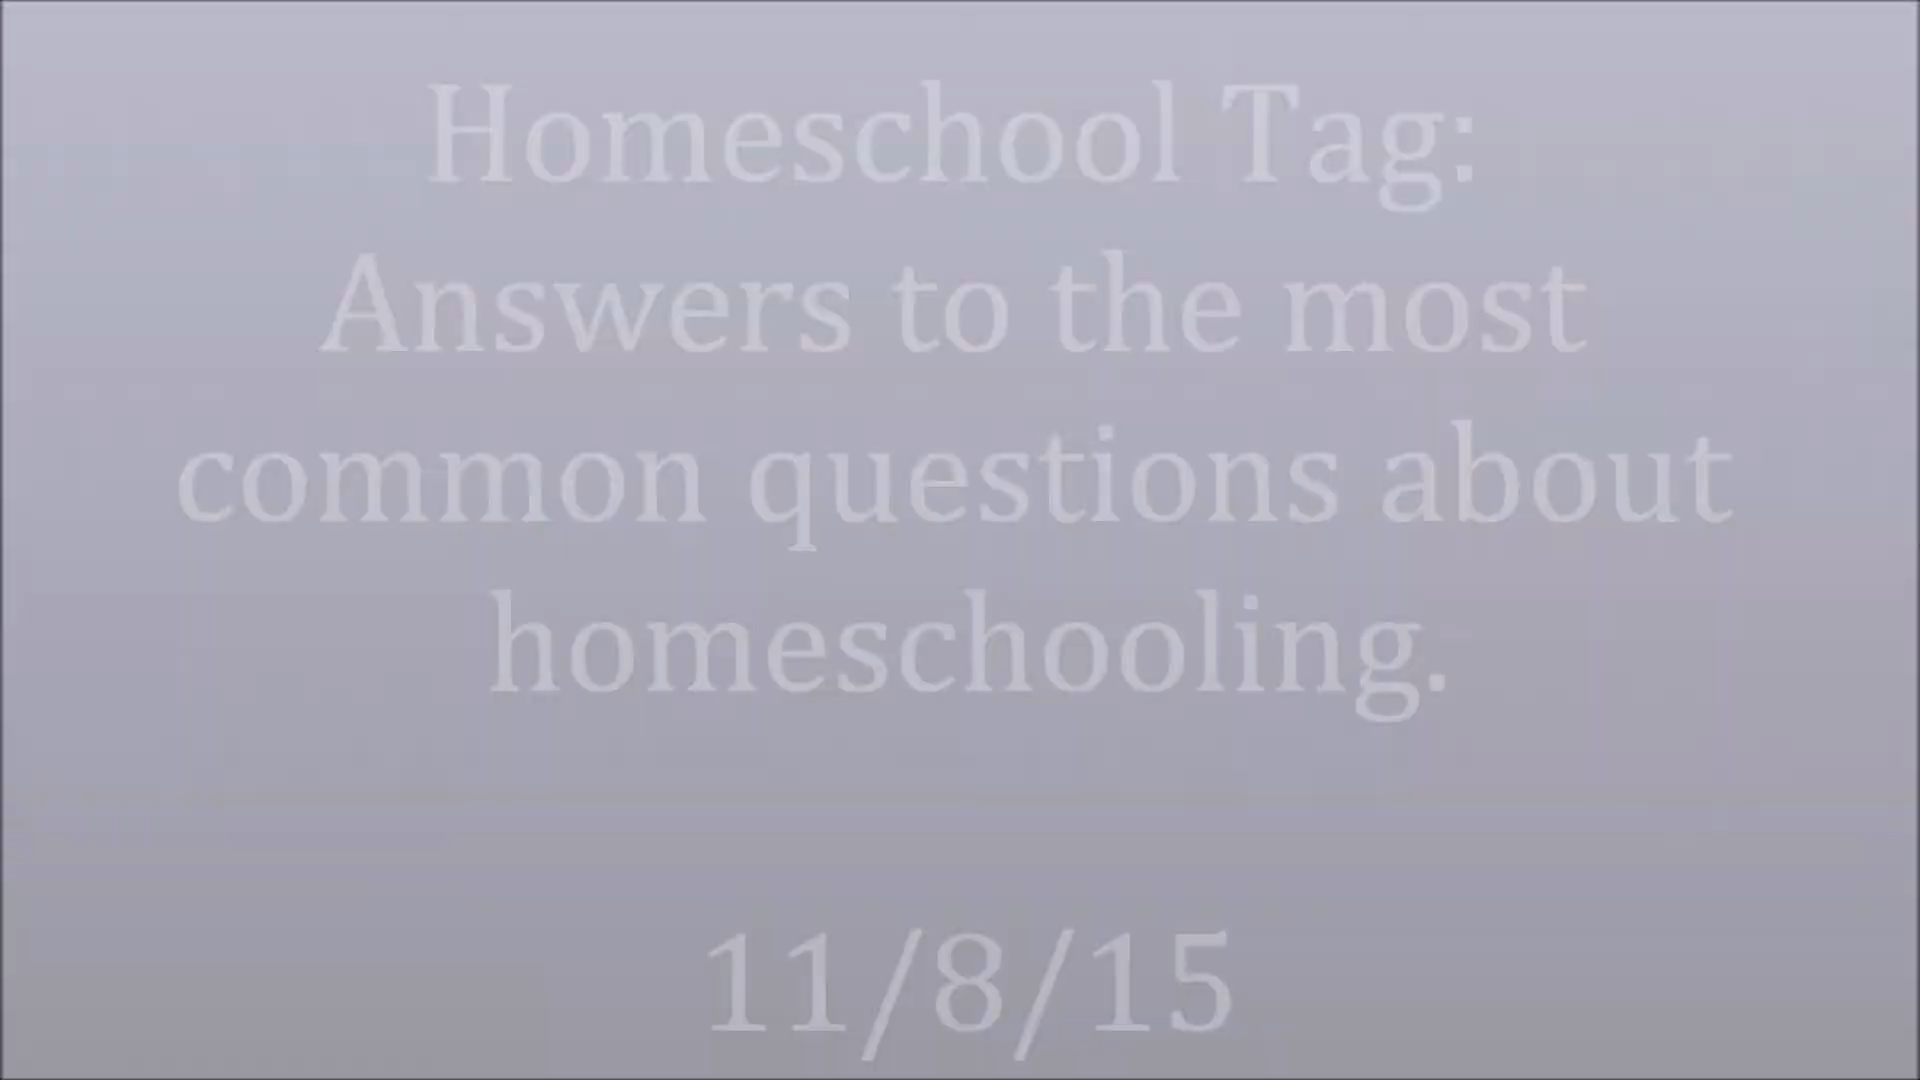 Homeschool Tag:
Answers to the most
common questions about
homeschooling.
11/8/15